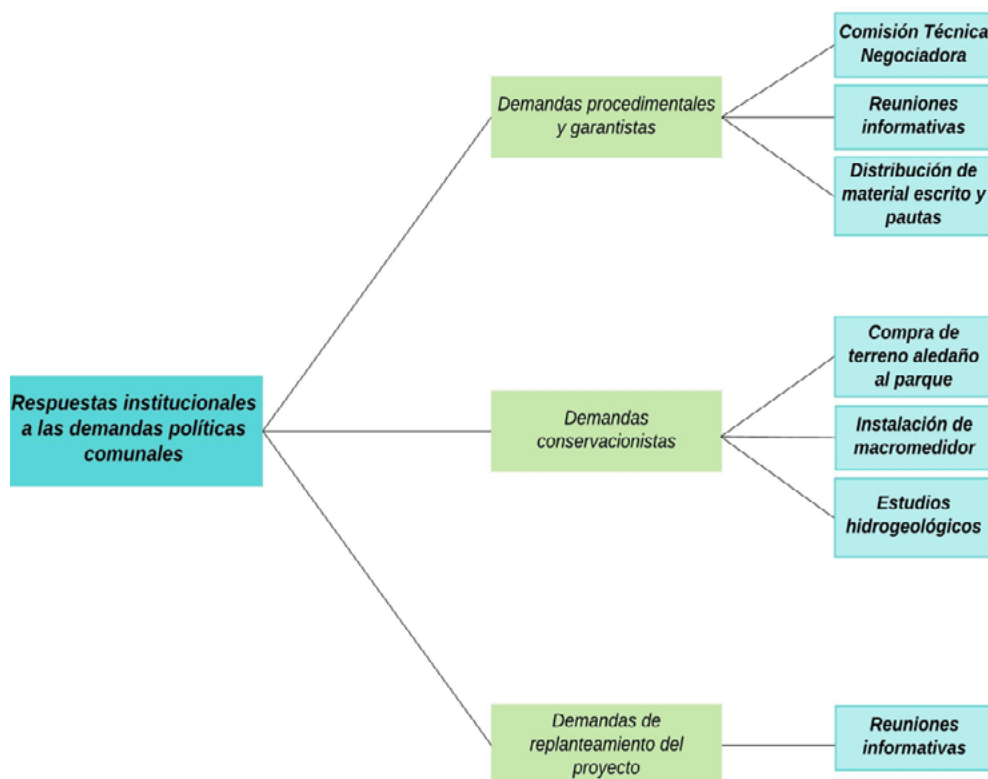 Respuestas institucionales
a las demandas políticas
comunales
Demandas procedimentales
y garantistas
Comisión Técnica
Negociadora
Reuniones
informativas
Distribución de
material escrito y
pautas
Demandas
conservacionistas
Compra de
terreno aledaño
al parque
Instalación de
macromedidor
Estudios
hidrogeológicos
Demandas de
replanteamiento del
proyecto
Reuniones
informativas